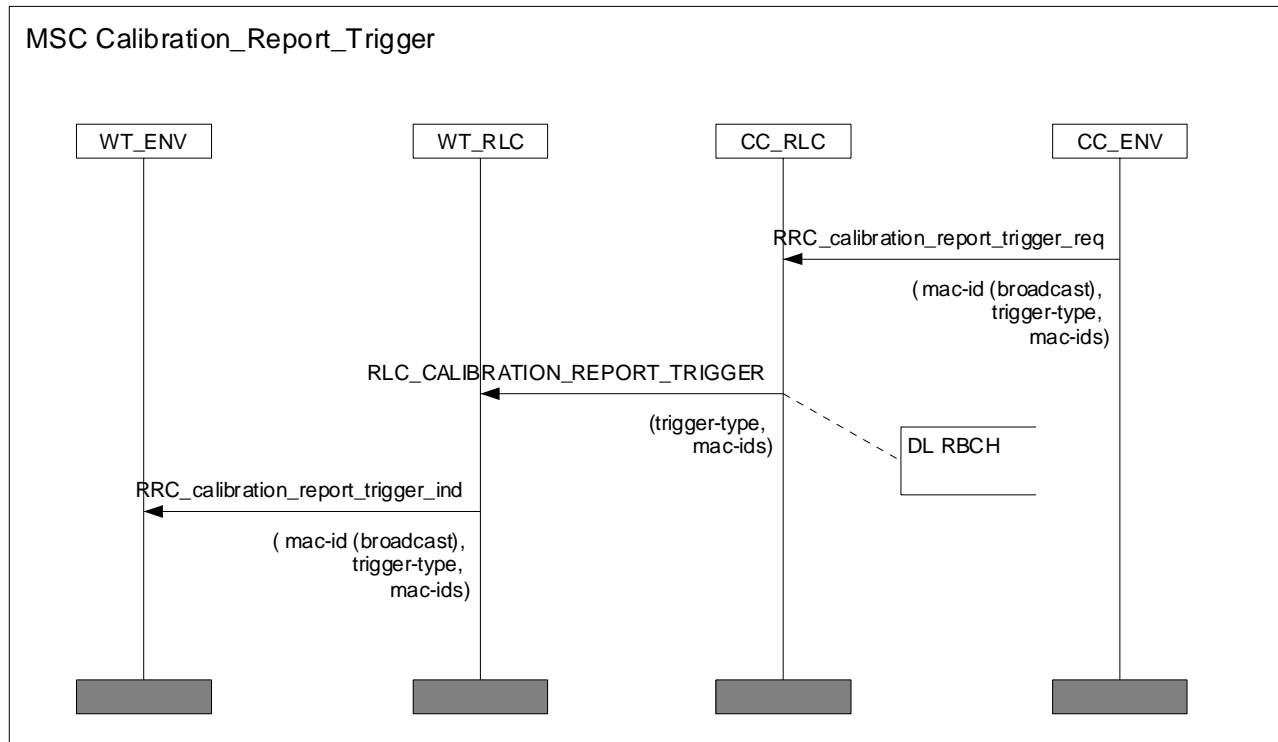 MSC Calibration_Report_Trigger
WT_ENV
WT_RLC
CC_RLC
CC_ENV
RRC_calibration_report_trigger_req
( mac-id (broadcast),
trigger-type,
mac-ids)
RLC_CALIBRATION_REPORT_TRIGGER
(trigger-type,
mac-ids)
DL RBCH
RRC_calibration_report_trigger_ind
( mac-id (broadcast),
trigger-type,
mac-ids)